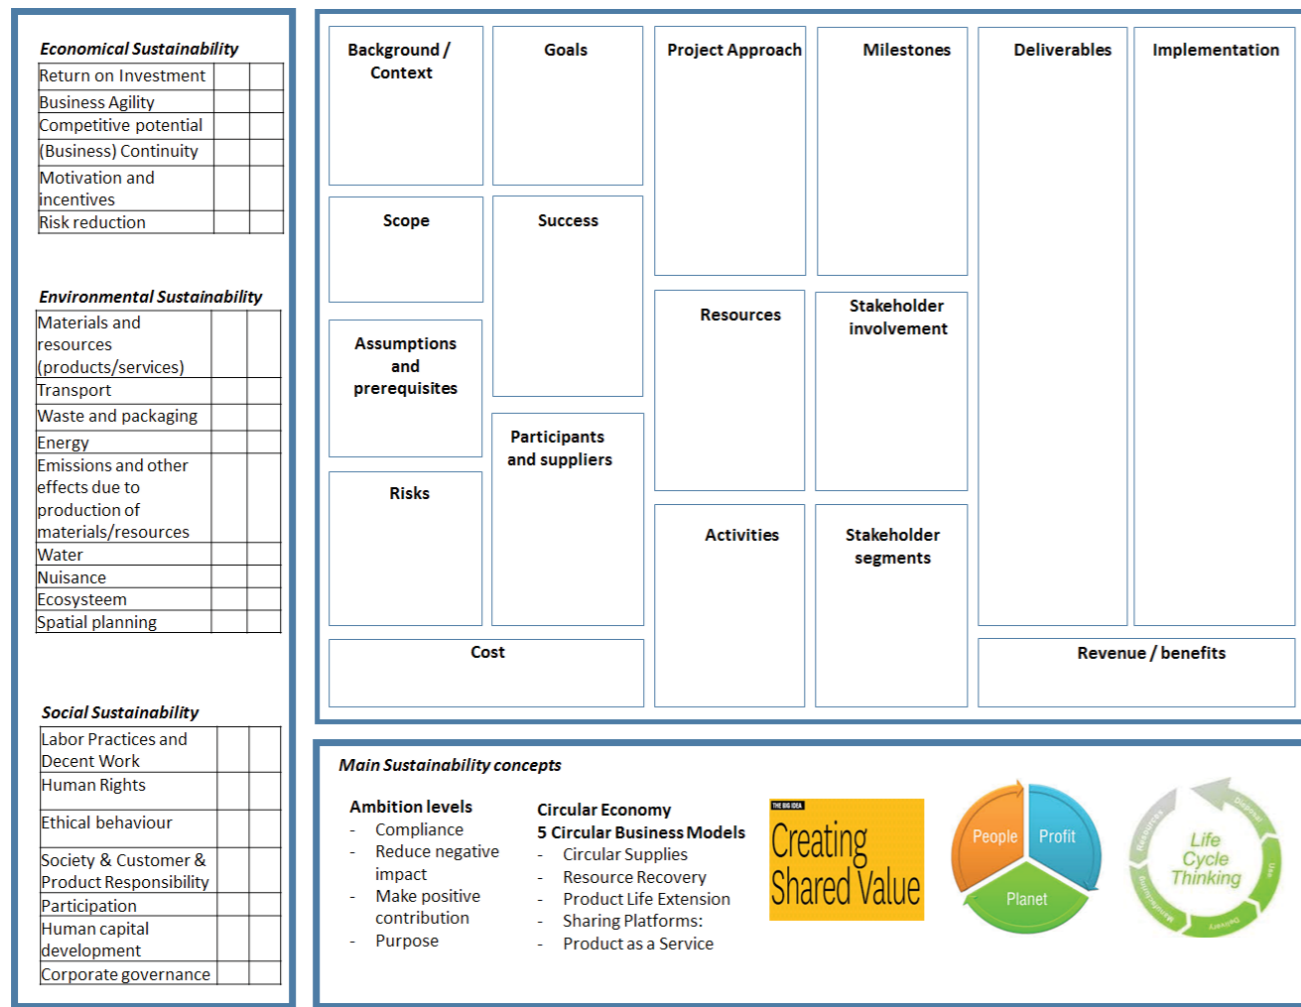 Economical Sustainability
Return on Investment
Business Agility
Competitive potential
(Business) Continuity
Motivation and
incentives
Risk reduction
Environmental Sustainability
Materials and
resources
(products/services)
Transport
Waste and packaging
Energy
Emissions and other
effects due to
production of
materials/resources
Water
Nuisance
Ecosysteem
Spatial planning
Social Sustainability
Labor Practices and
Decent Work
Human Rights
Ethical behaviour
Society & Customer &
Product Responsibility
Participation
Human capital
development
Corporate governance
Background /
Context
Goals
Project Approach
Milestones
Deliverables
Implementation
Scope
Success
Assumptions
and
prerequisites
Resources
Stakeholder
involvement
Participants
and suppliers
Risks
Activities
Stakeholder
segments
Cost
Revenue / benefits
Main Sustainability concepts
Ambition levels
- Compliance
- Reduce negative
impact
- Make positive
contribution
- Purpose
Circular Economy
5 Circular Business Models
- Circular Supplies
- Resource Recovery
- Product Life Extension
- Sharing Platforms:
- Product as a Service
THE BIG IDEA
Creating
Shared Value
People
Profit
Planet
Life
Cycle
Thinking
Resources
Manufacturing
Delivery
Use
Disposal